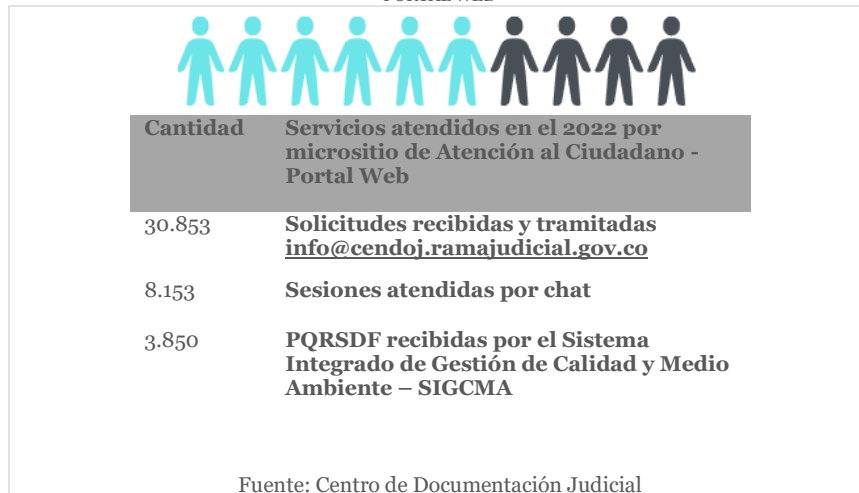 PORTAL WEB
Cantidad
Servicios atendidos en el 2022 por
micrositio de Atención al Ciudadano -
Portal Web
30.853
Solicitudes recibidas y tramitadas
info@cendoj.ramajudicial.gov.co
8.153
Sesiones atendidas por chat
3.850
PQRSDF recibidas por el Sistema
Integrado de Gestión de Calidad y Medio
Ambiente – SIGCMA
Fuente: Centro de Documentación Judicial